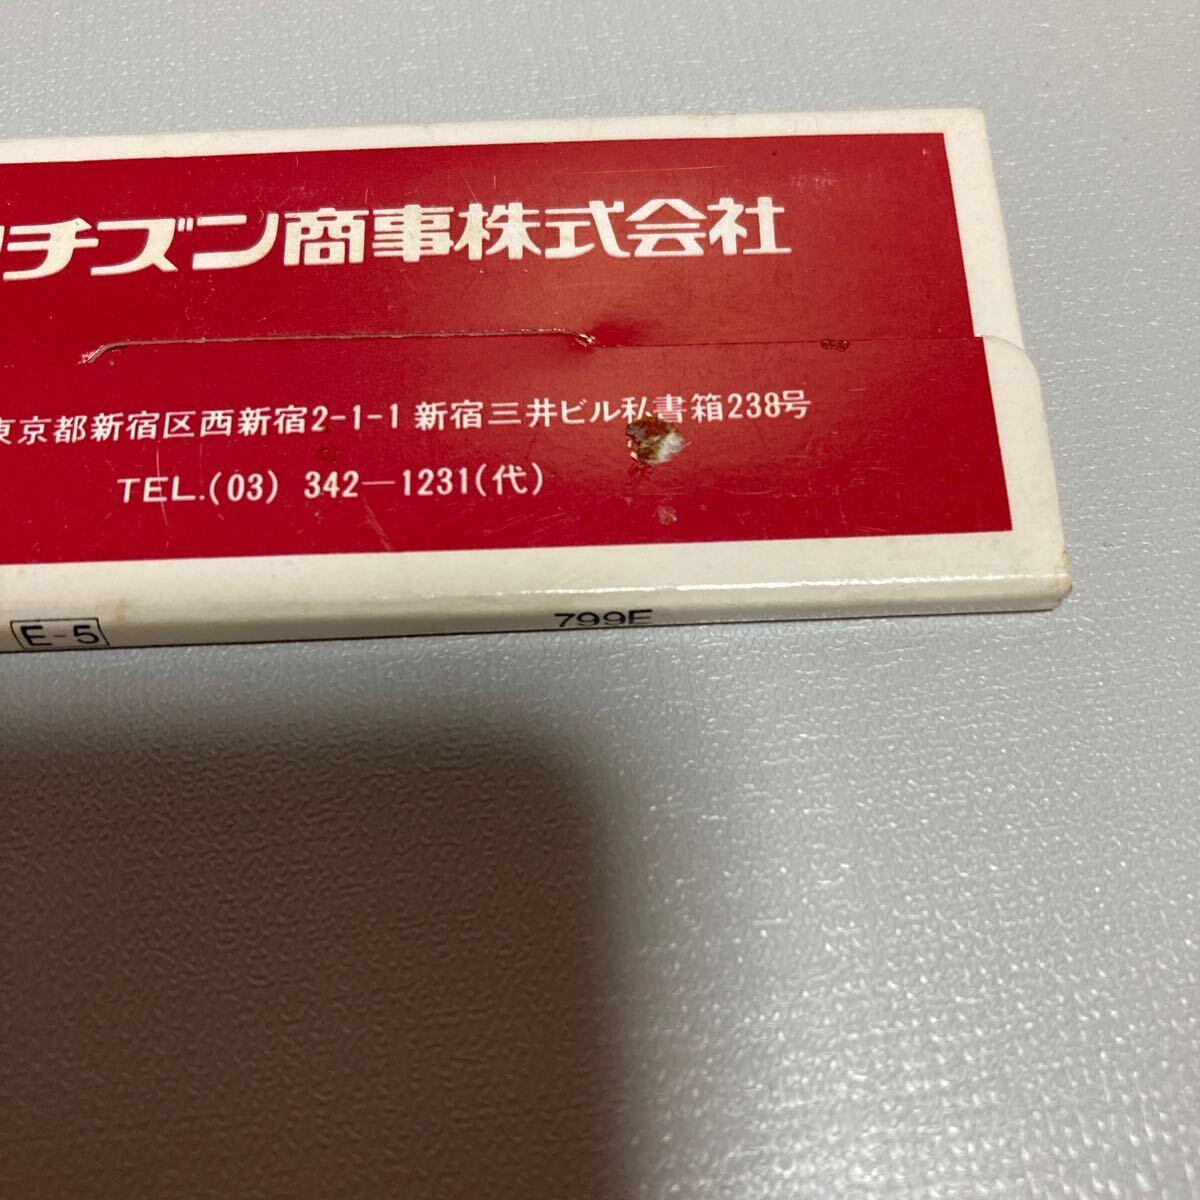 チズン商事株式会社
東京都新宿区西新宿2-1-1 新宿三井ビル私書箱238号
TEL.(03) 342-1231(代)
E-5
799E